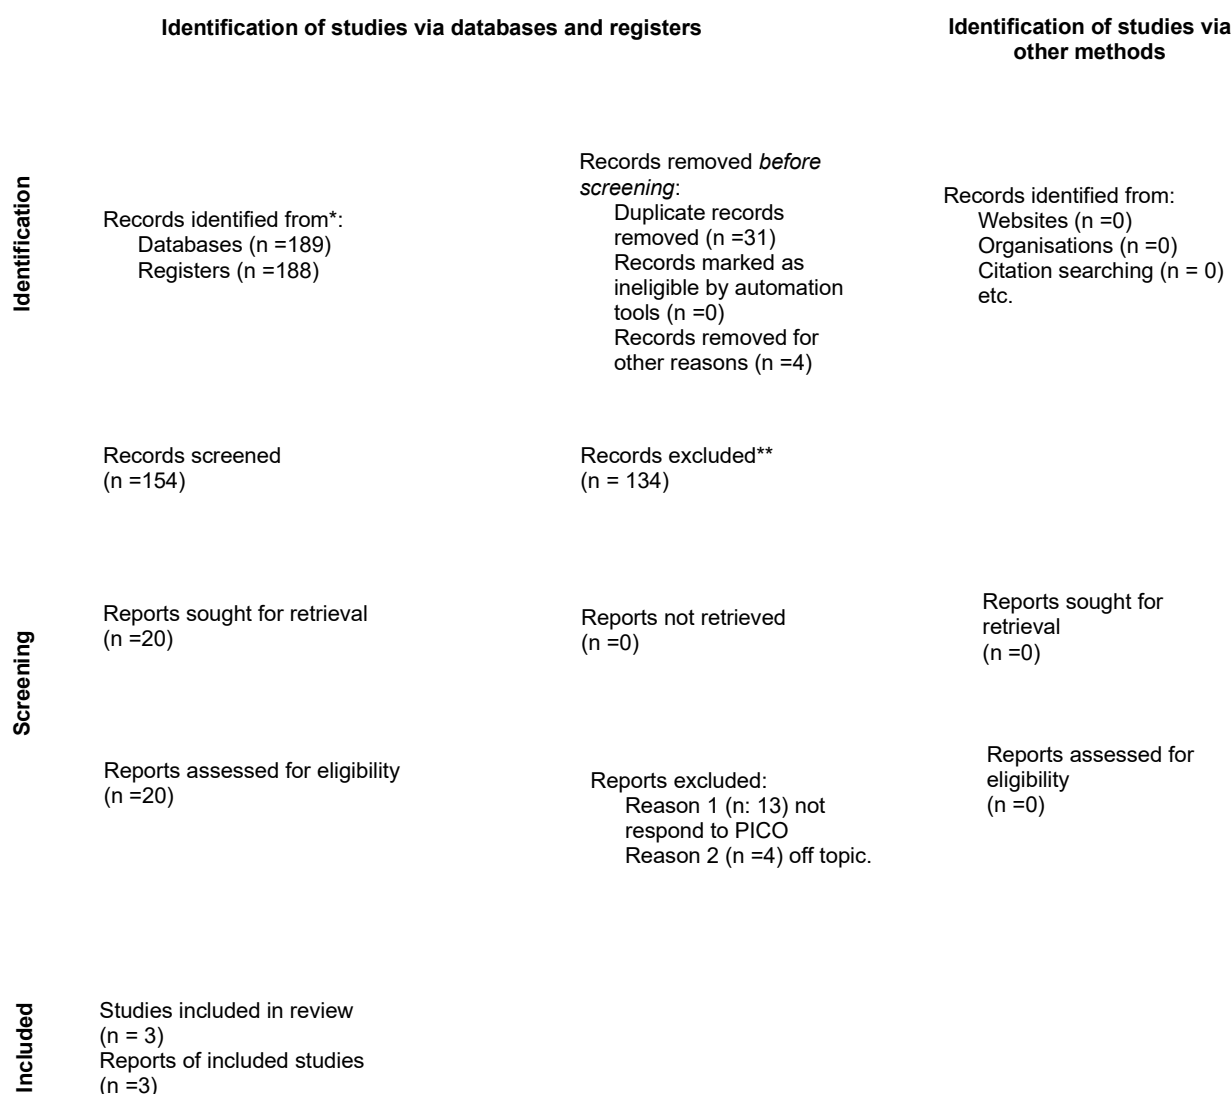 Identification of studies via databases and registers
Identification of studies via
other methods
Identification
Records identified from*:
Databases (n =189)
Registers (n =188)
Records removed before
screening:
Duplicate records
removed (n =31)
Records marked as
ineligible by automation
tools (n =0)
Records removed for
other reasons (n =4)
Records identified from:
Websites (n =0)
Organisations (n =0)
Citation searching (n = 0)
etc.
Screening
Records screened
(n =154)
Records excluded**
(n = 134)
Reports sought for retrieval
(n =20)
Reports not retrieved
(n =0)
Reports sought for
retrieval
(n =0)
Reports assessed for eligibility
(n =20)
Reports excluded:
Reason 1 (n: 13) not
respond to PICO
Reason 2 (n =4) off topic.
Reports assessed for
eligibility
(n =0)
Included
Studies included in review
(n = 3)
Reports of included studies
(n =3)